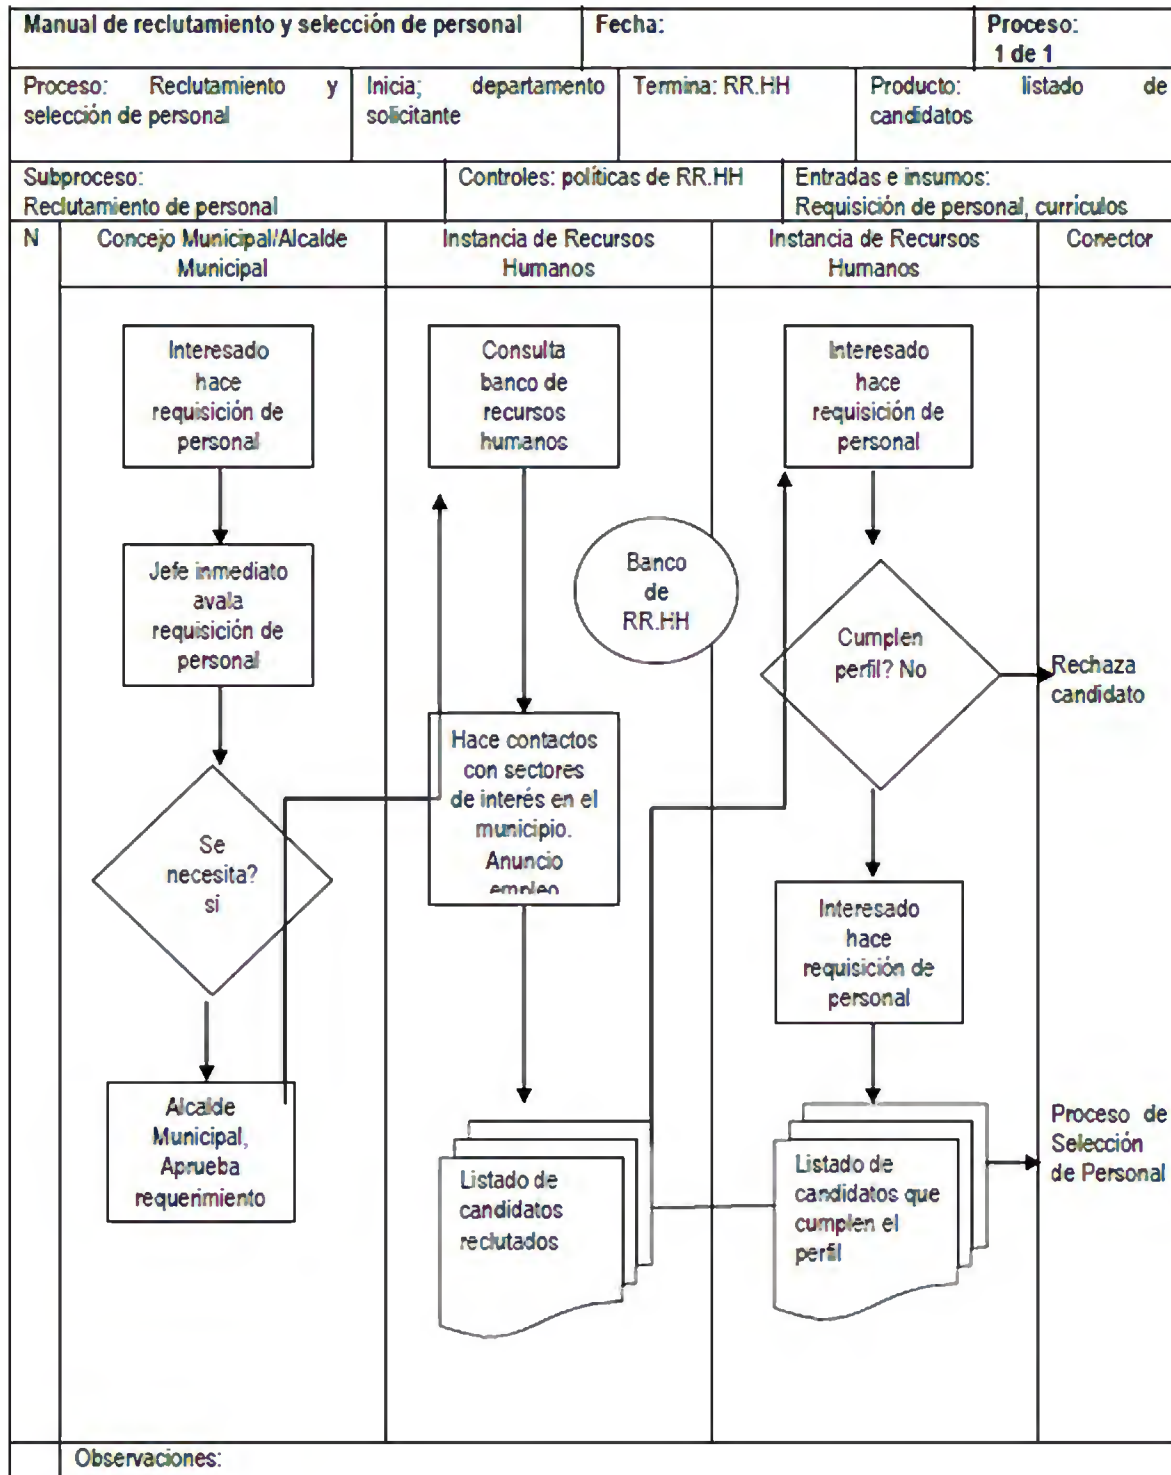 Manual de reclutamiento y selección de personal
Fecha:
Proceso:
1 de 1
Proceso: Reclutamiento y
selección de personal
Inicia; departamento
solicitante
Termina: RR.HH
Producto: listado de
candidatos
Subproceso:
Reclutamiento de personal
Controles: políticas de RR.HH
Entradas e insumos:
Requisición de personal, currículos
N
Concejo Municipal/Alcalde
Municipal
Instancia de Recursos
Humanos
Instancia de Recursos
Humanos
Conector
Interesado
hace
requisición de
personal
Jefe inmediato
avala
requisición de
personal
Se
necesita?
si
Alcalde
Municipal,
Aprueba
requerimiento
Consulta
banco de
recursos
humanos
Banco
de
RR.HH
Hace contactos
con sectores
de interés en el
municipio.
Anuncio
empleo
Listado de
candidatos
reclutados
Interesado
hace
requisición de
personal
Cumplen
perfil? No
Rechaza
candidato
Interesado
hace
requisición de
personal
Listado de
candidatos que
cumplen el
perfil
Proceso de
Selección
de Personal
Observaciones: